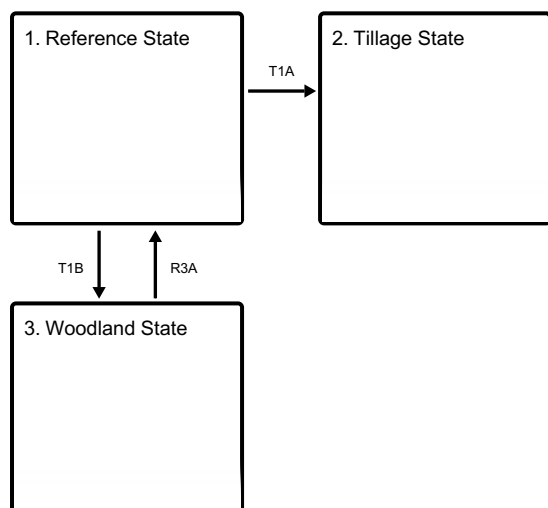 1. Reference State
2. Tillage State
T1A
T1B
R3A
3. Woodland State